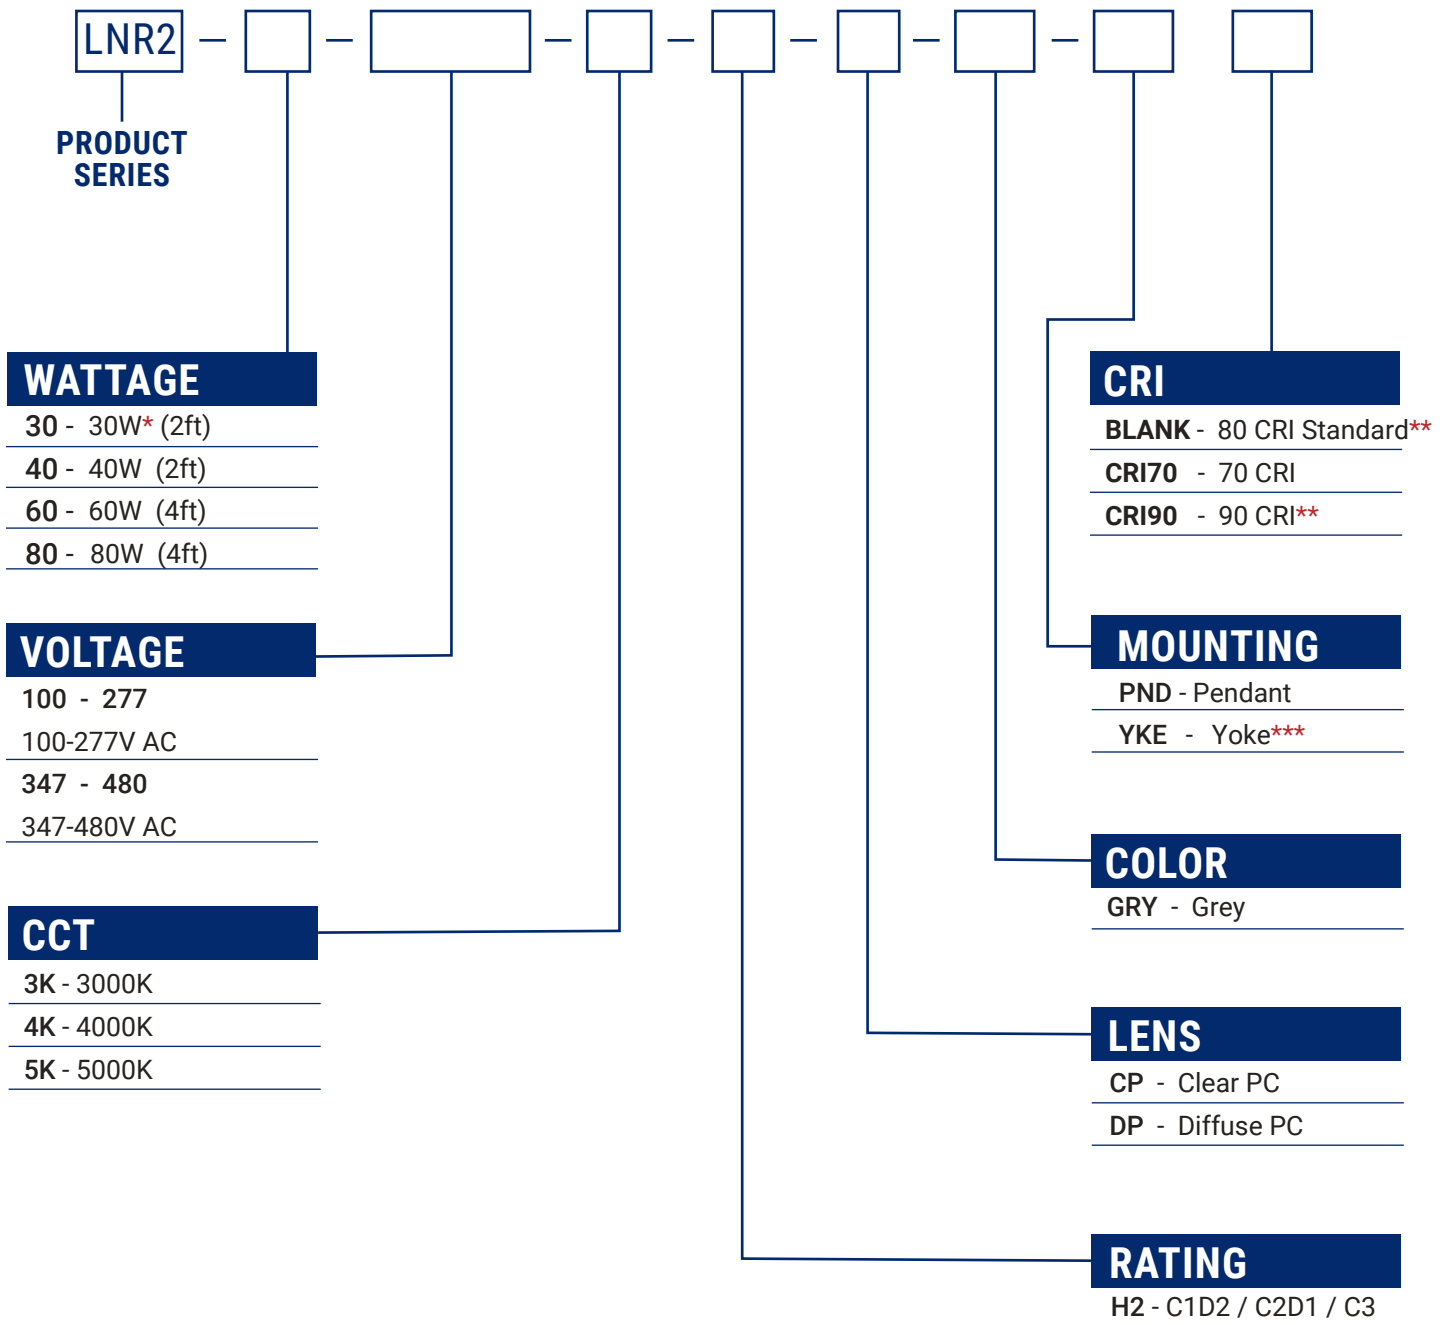 LNR2 – – – – – – –
PRODUCT
SERIES
WATTAGE
30 - 30W* (2ft)
40 - 40W (2ft)
60 - 60W (4ft)
80 - 80W (4ft)
VOLTAGE
100 - 277
100-277V AC
347 - 480
347-480V AC
CCT
3K - 3000K
4K - 4000K
5K - 5000K
CRI
BLANK - 80 CRI Standard**
CRI70 - 70 CRI
CRI90 - 90 CRI**
MOUNTING
PND - Pendant
YKE - Yoke***
COLOR
GRY - Grey
LENS
CP - Clear PC
DP - Diffuse PC
RATING
H2 - C1D2 / C2D1 / C3